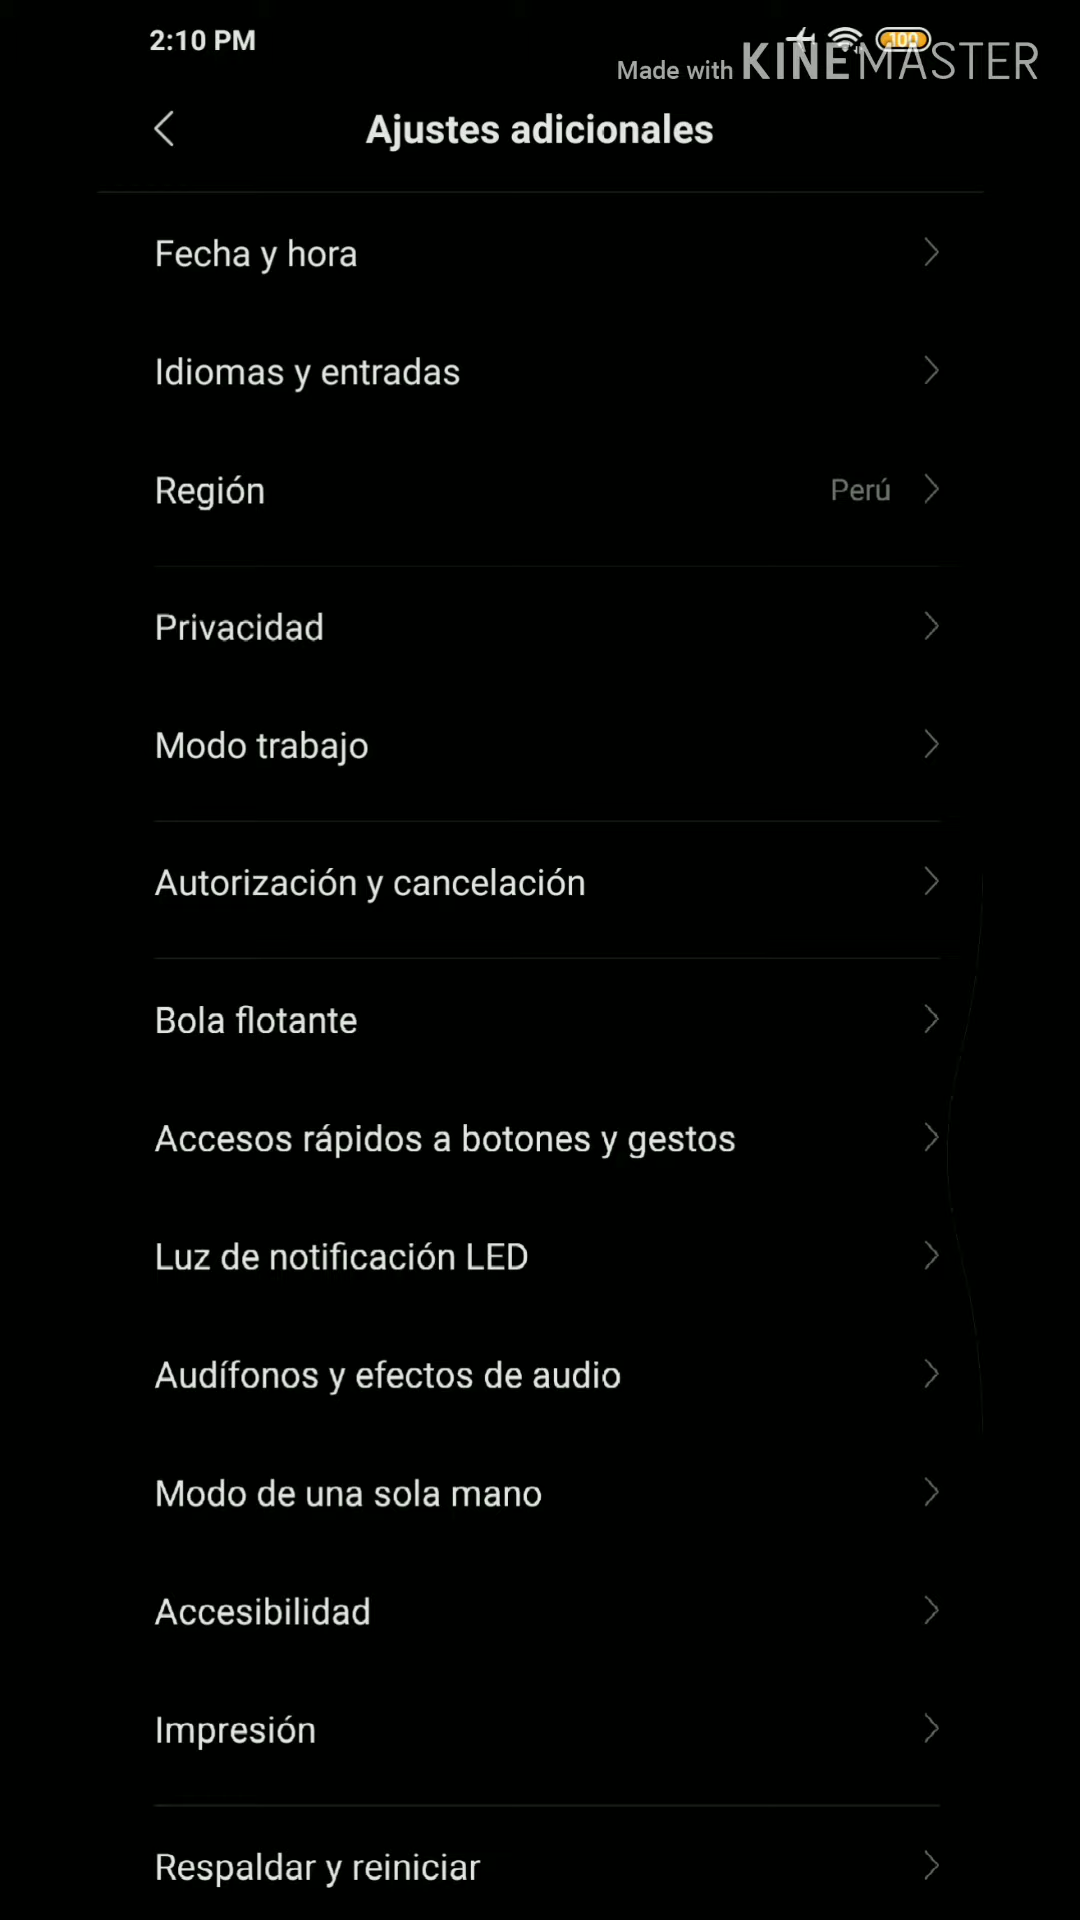 2:10 PM
100
Made with KINEMASTER
Ajustes adicionales
Fecha y hora
Idiomas y entradas
Región Perú
Privacidad
Modo trabajo
Autorización y cancelación
Bola flotante
Accesos rápidos a botones y gestos
Luz de notificación LED
Audífonos y efectos de audio
Modo de una sola mano
Accesibilidad
Impresión
Respaldar y reiniciar